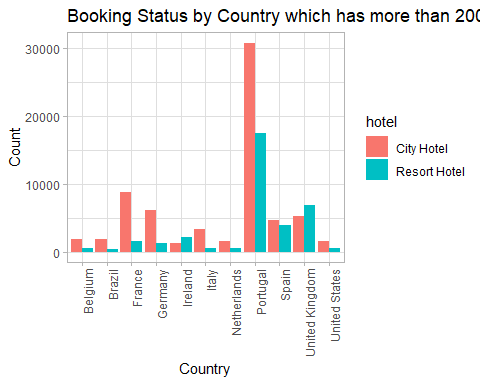 Booking Status by Country which has more than 200
30000
20000
10000
0
Count
Belgium
Brazil
France
Germany
Ireland
Italy
Netherlands
Portugal
Spain
United Kingdom
United States
Country
hotel
City Hotel
Resort Hotel